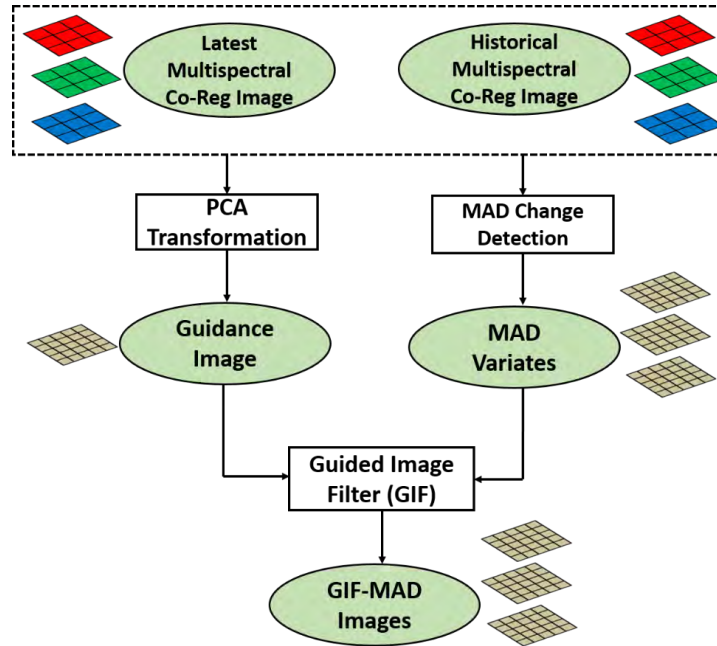 Latest
Multispectral
Co-Reg Image
Historical
Multispectral
Co-Reg Image
PCA
Transformation
MAD Change
Detection
Guidance
Image
MAD
Variates
Guided Image
Filter (GIF)
GIF-MAD
Images